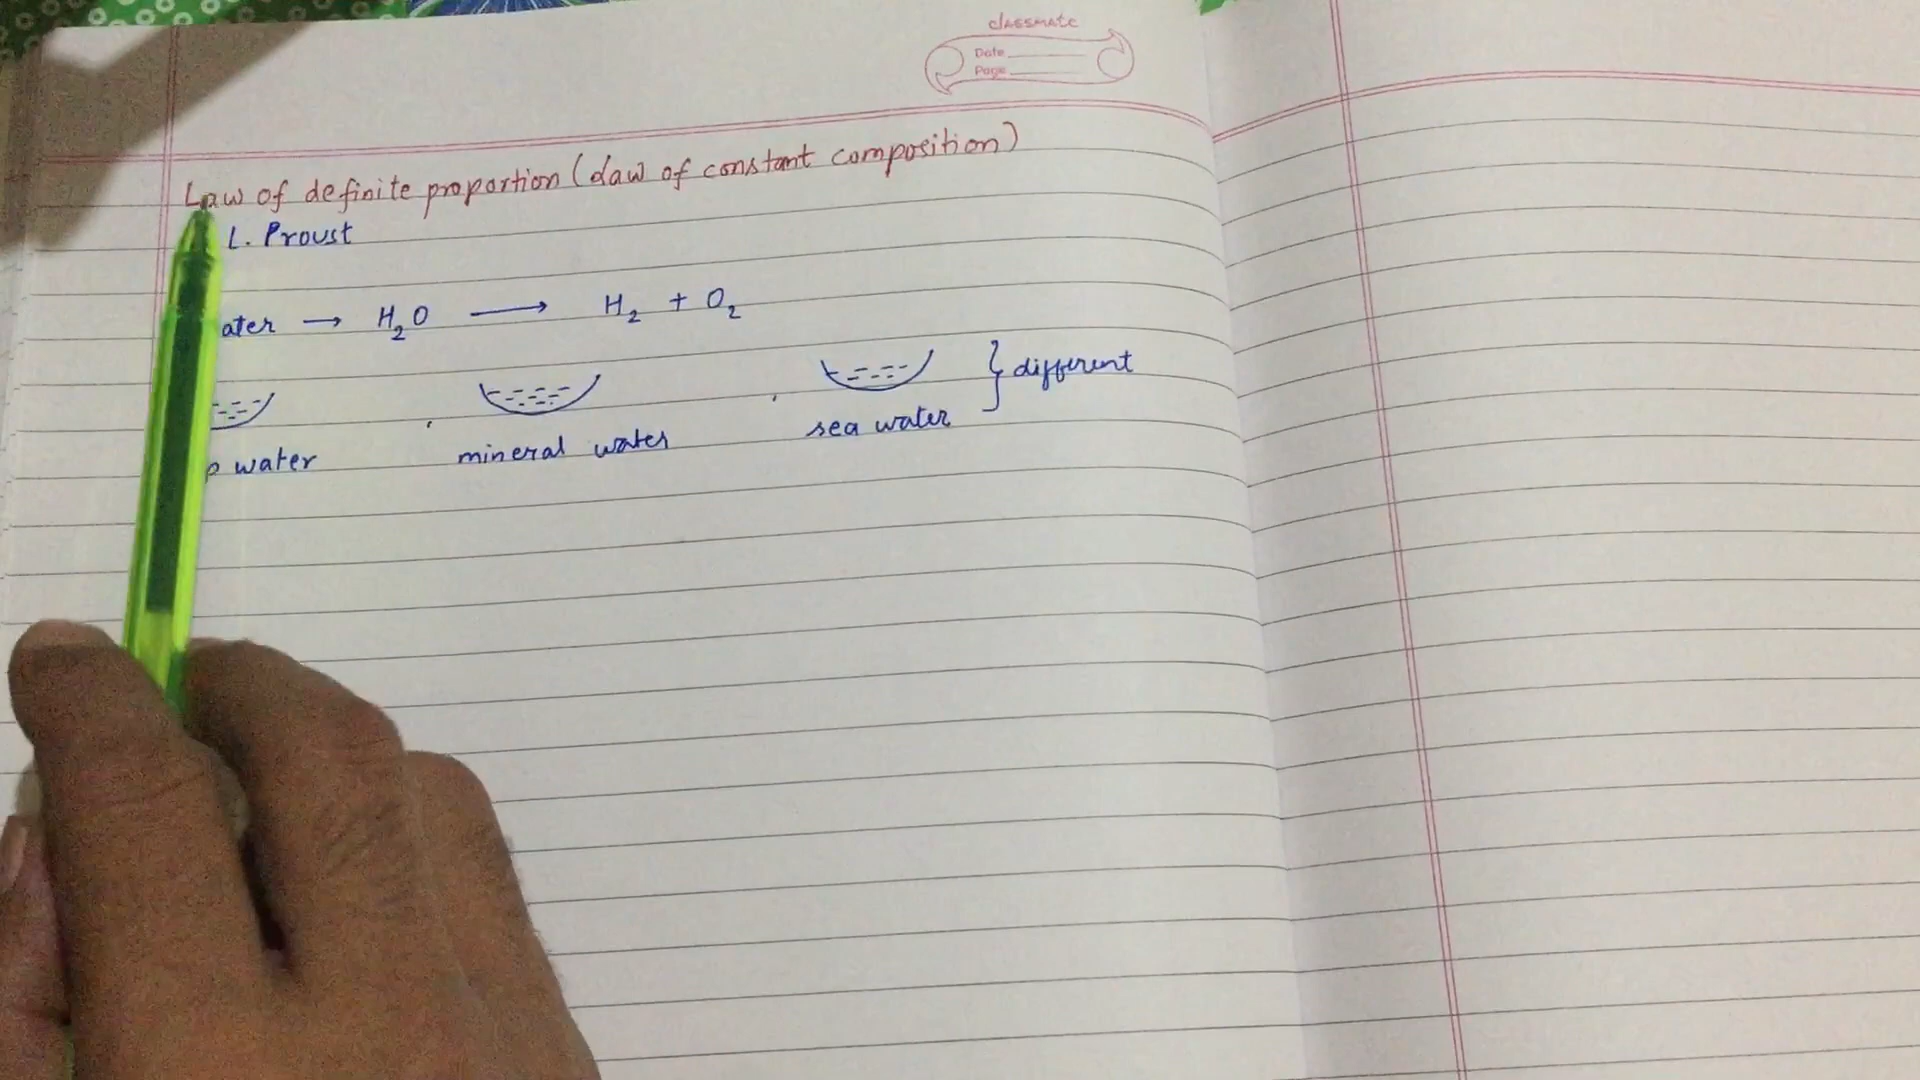 classmate
Date
Page
Law of definite proportion (Law of constant composition)
L. Proust
ater → H₂O ⟶ H₂ + O₂
} different
p water mineral water sea water